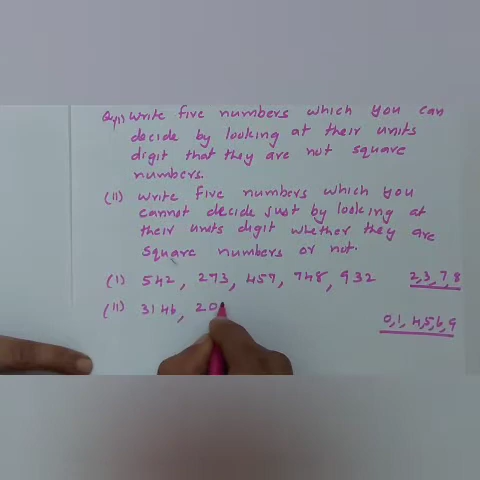 Q1(i) Write five numbers which you can
decide by looking at their units
digit that they are not square
numbers.
(ii) Write five numbers which you
cannot decide just by looking at
their units digit whether they are
square numbers or not.
(i) 542, 273, 457, 748, 932 2,3,7,8
(ii) 3146, 20
0,1,4,5,6,9